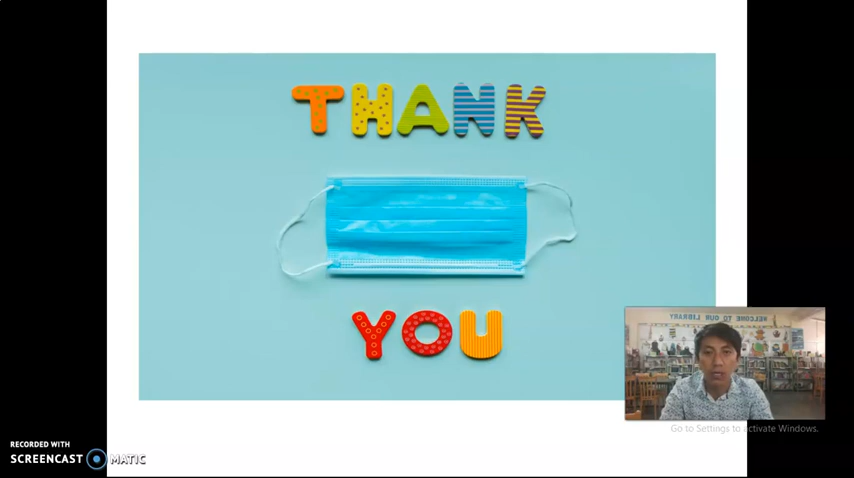 THANK
YOU
WELCOME TO OUR LIBRARY
Go to Settings to activate Windows.
RECORDED WITH
SCREENCAST MATIC